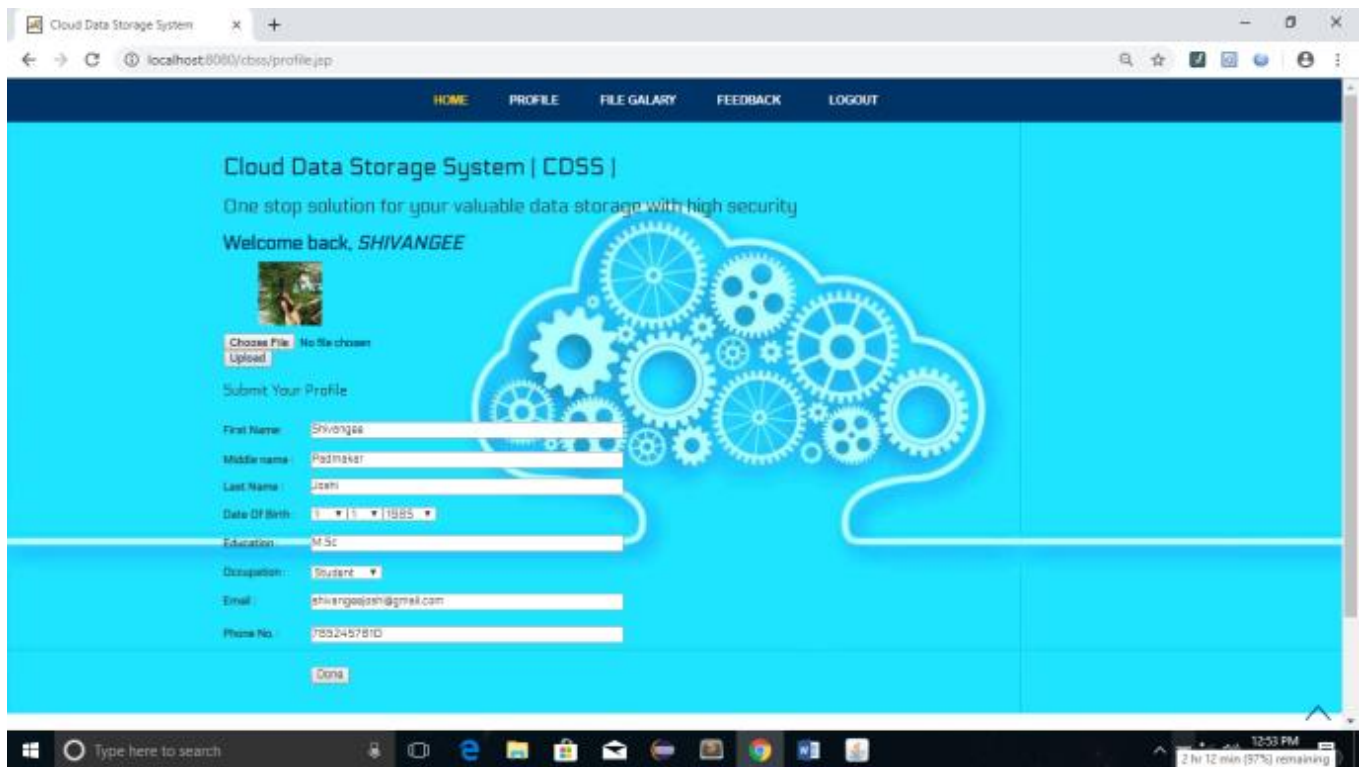 Cloud Data Storage System
localhost:8080/cbss/profile.jsp
HOME PROFILE FILE GALARY FEEDBACK LOGOUT
Cloud Data Storage System | CDSS |
One stop solution for your valuable data storage with high security
Welcome back, SHIVANGEE
Choose File No file chosen
Upload
Submit Your Profile
First Name: Shivangee
Middle name : Padmakar
Last Name : Joshi
Date Of Birth 1 1 1985
Education M.Sc
Occupation : Student
Email : shivangeejoshi@gmail.com
Phone No. 7852457810
Done
Type here to search
12:53 PM
2 hr 12 min (97%) remaining